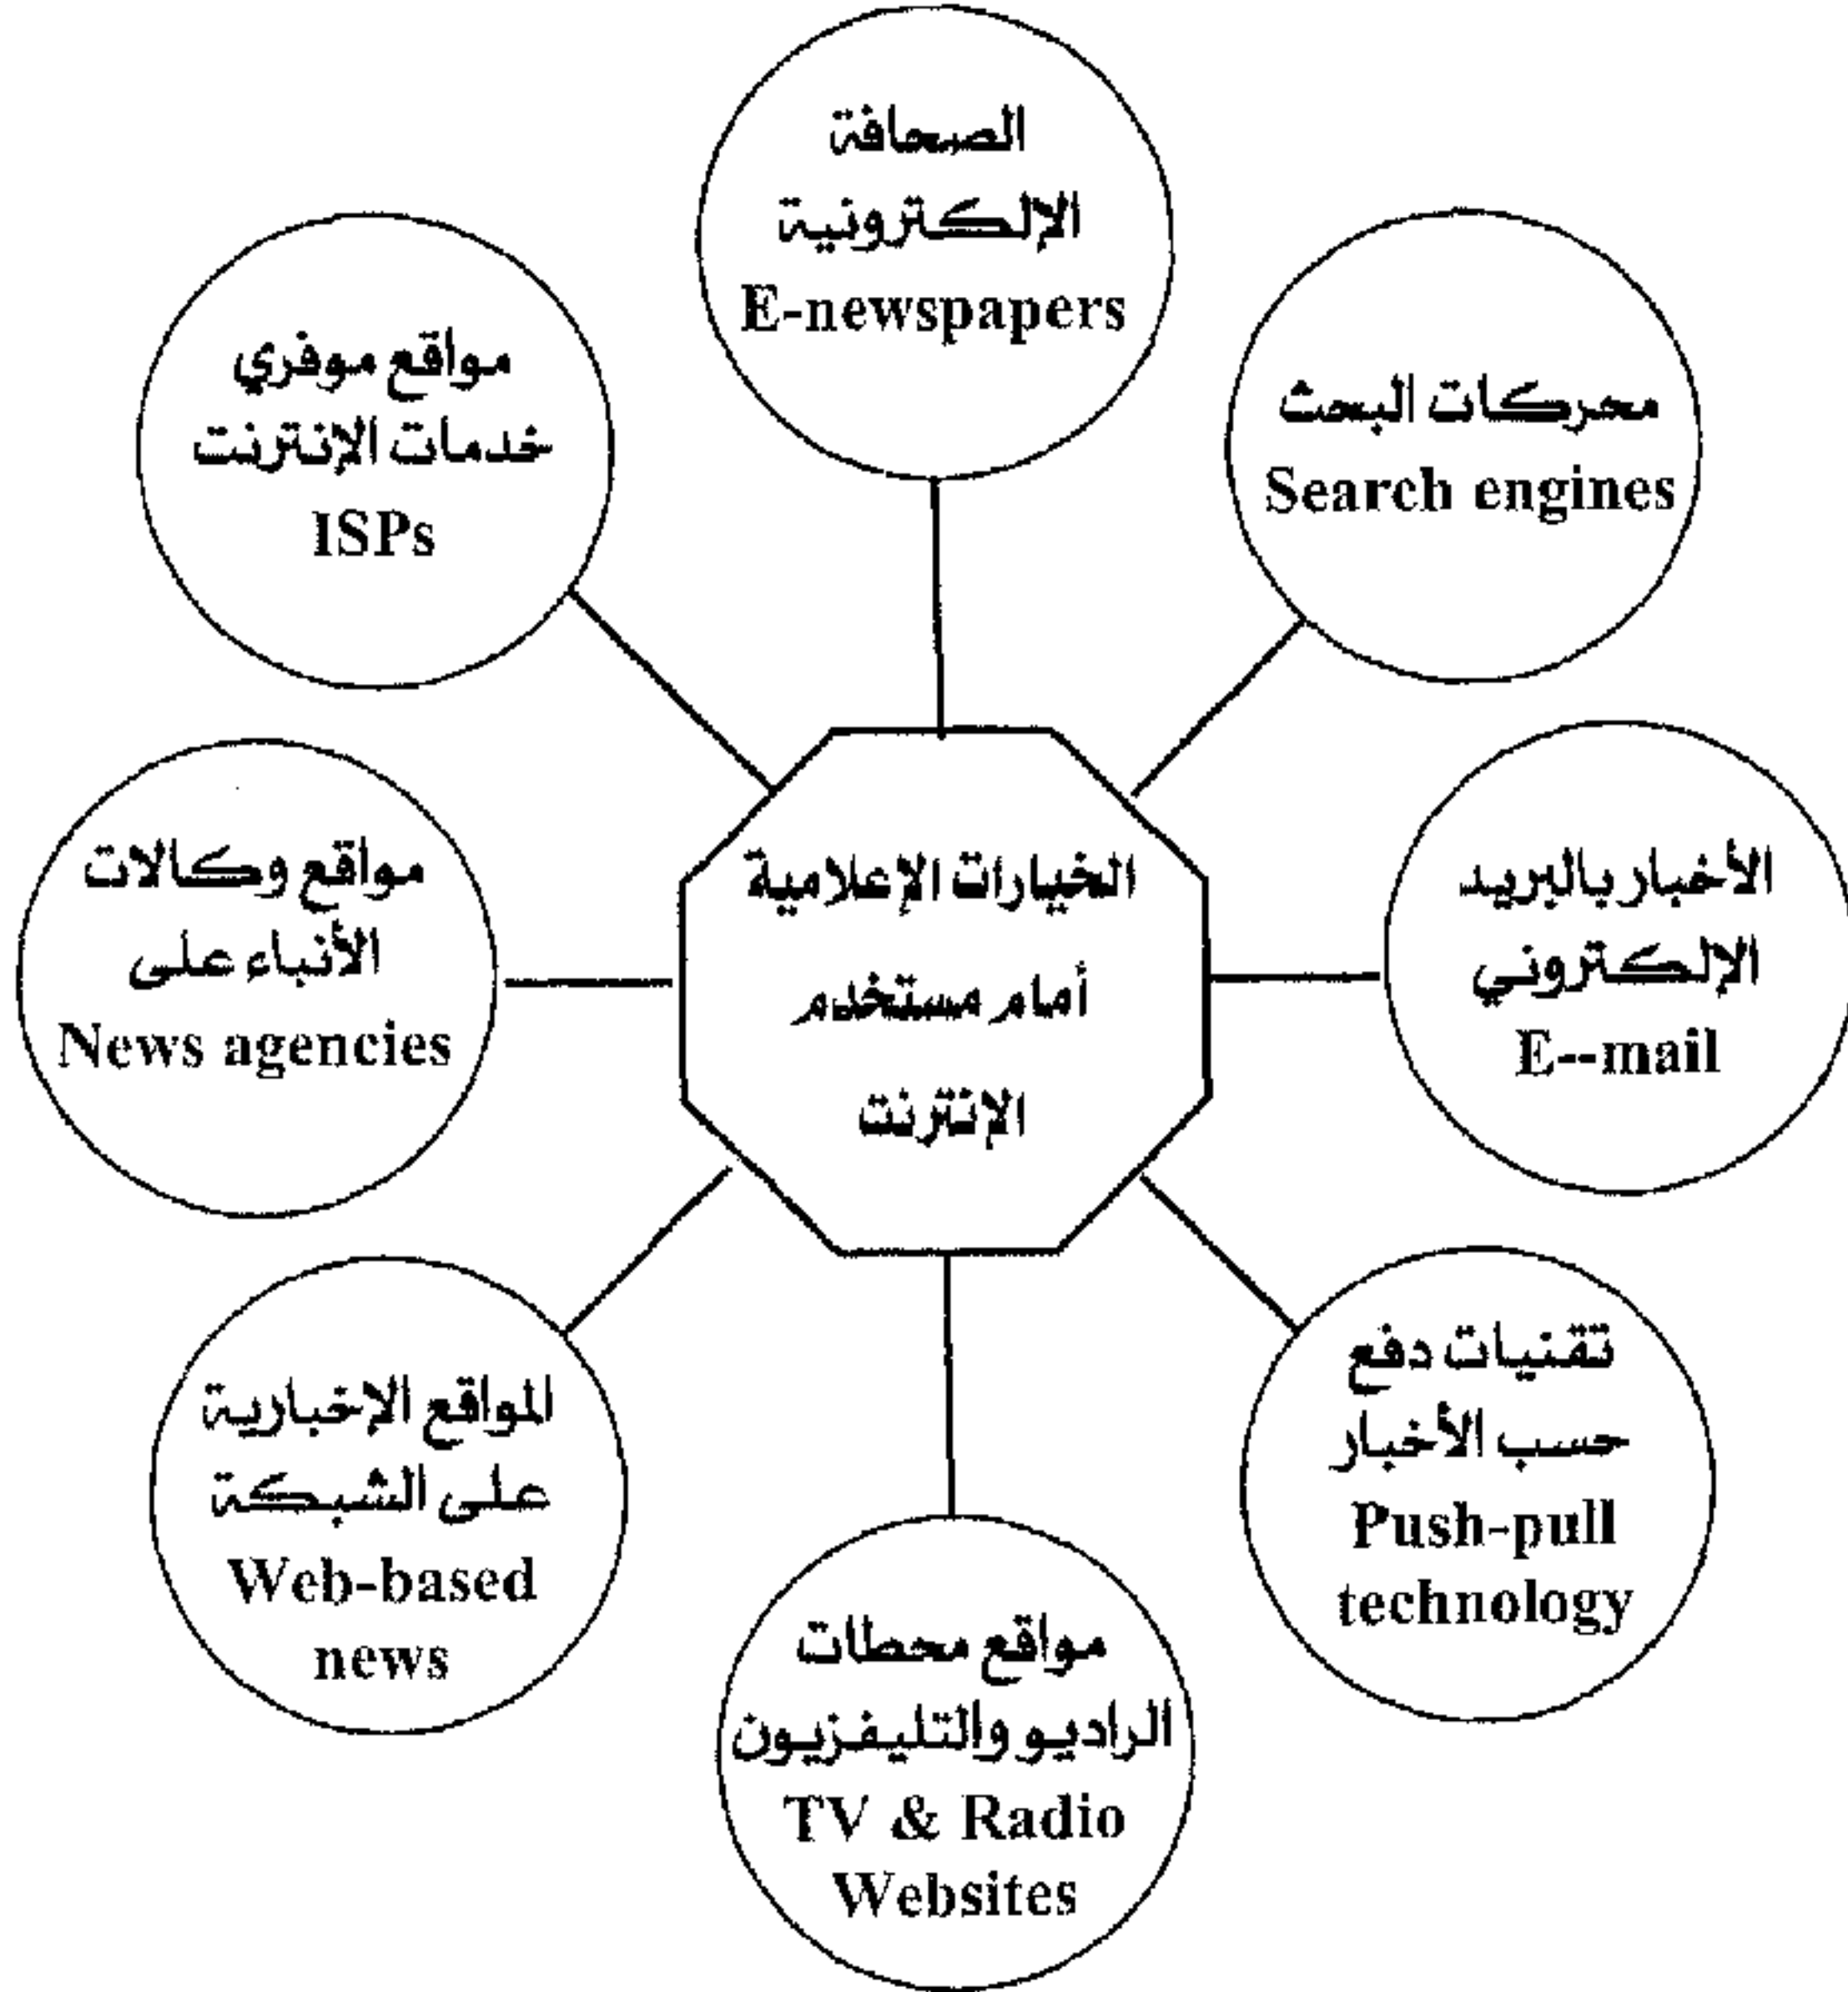 الصحافة
الإلكترونية
E-newspapers
محركات البحث
Search engines
الأخبار بالبريد
الإلكتروني
E--mail
تقنيات دفع
حسب الأخبار
Push-pull
technology
مواقع محطات
الراديو والتليفزيون
TV & Radio
Websites
المواقع الإخبارية
على الشبكة
Web-based
news
مواقع وكالات
الأنباء على
News agencies
مواقع موفري
خدمات الإنترنت
ISPs
الخيارات الإعلامية
أمام مستخدم
الإنترنت